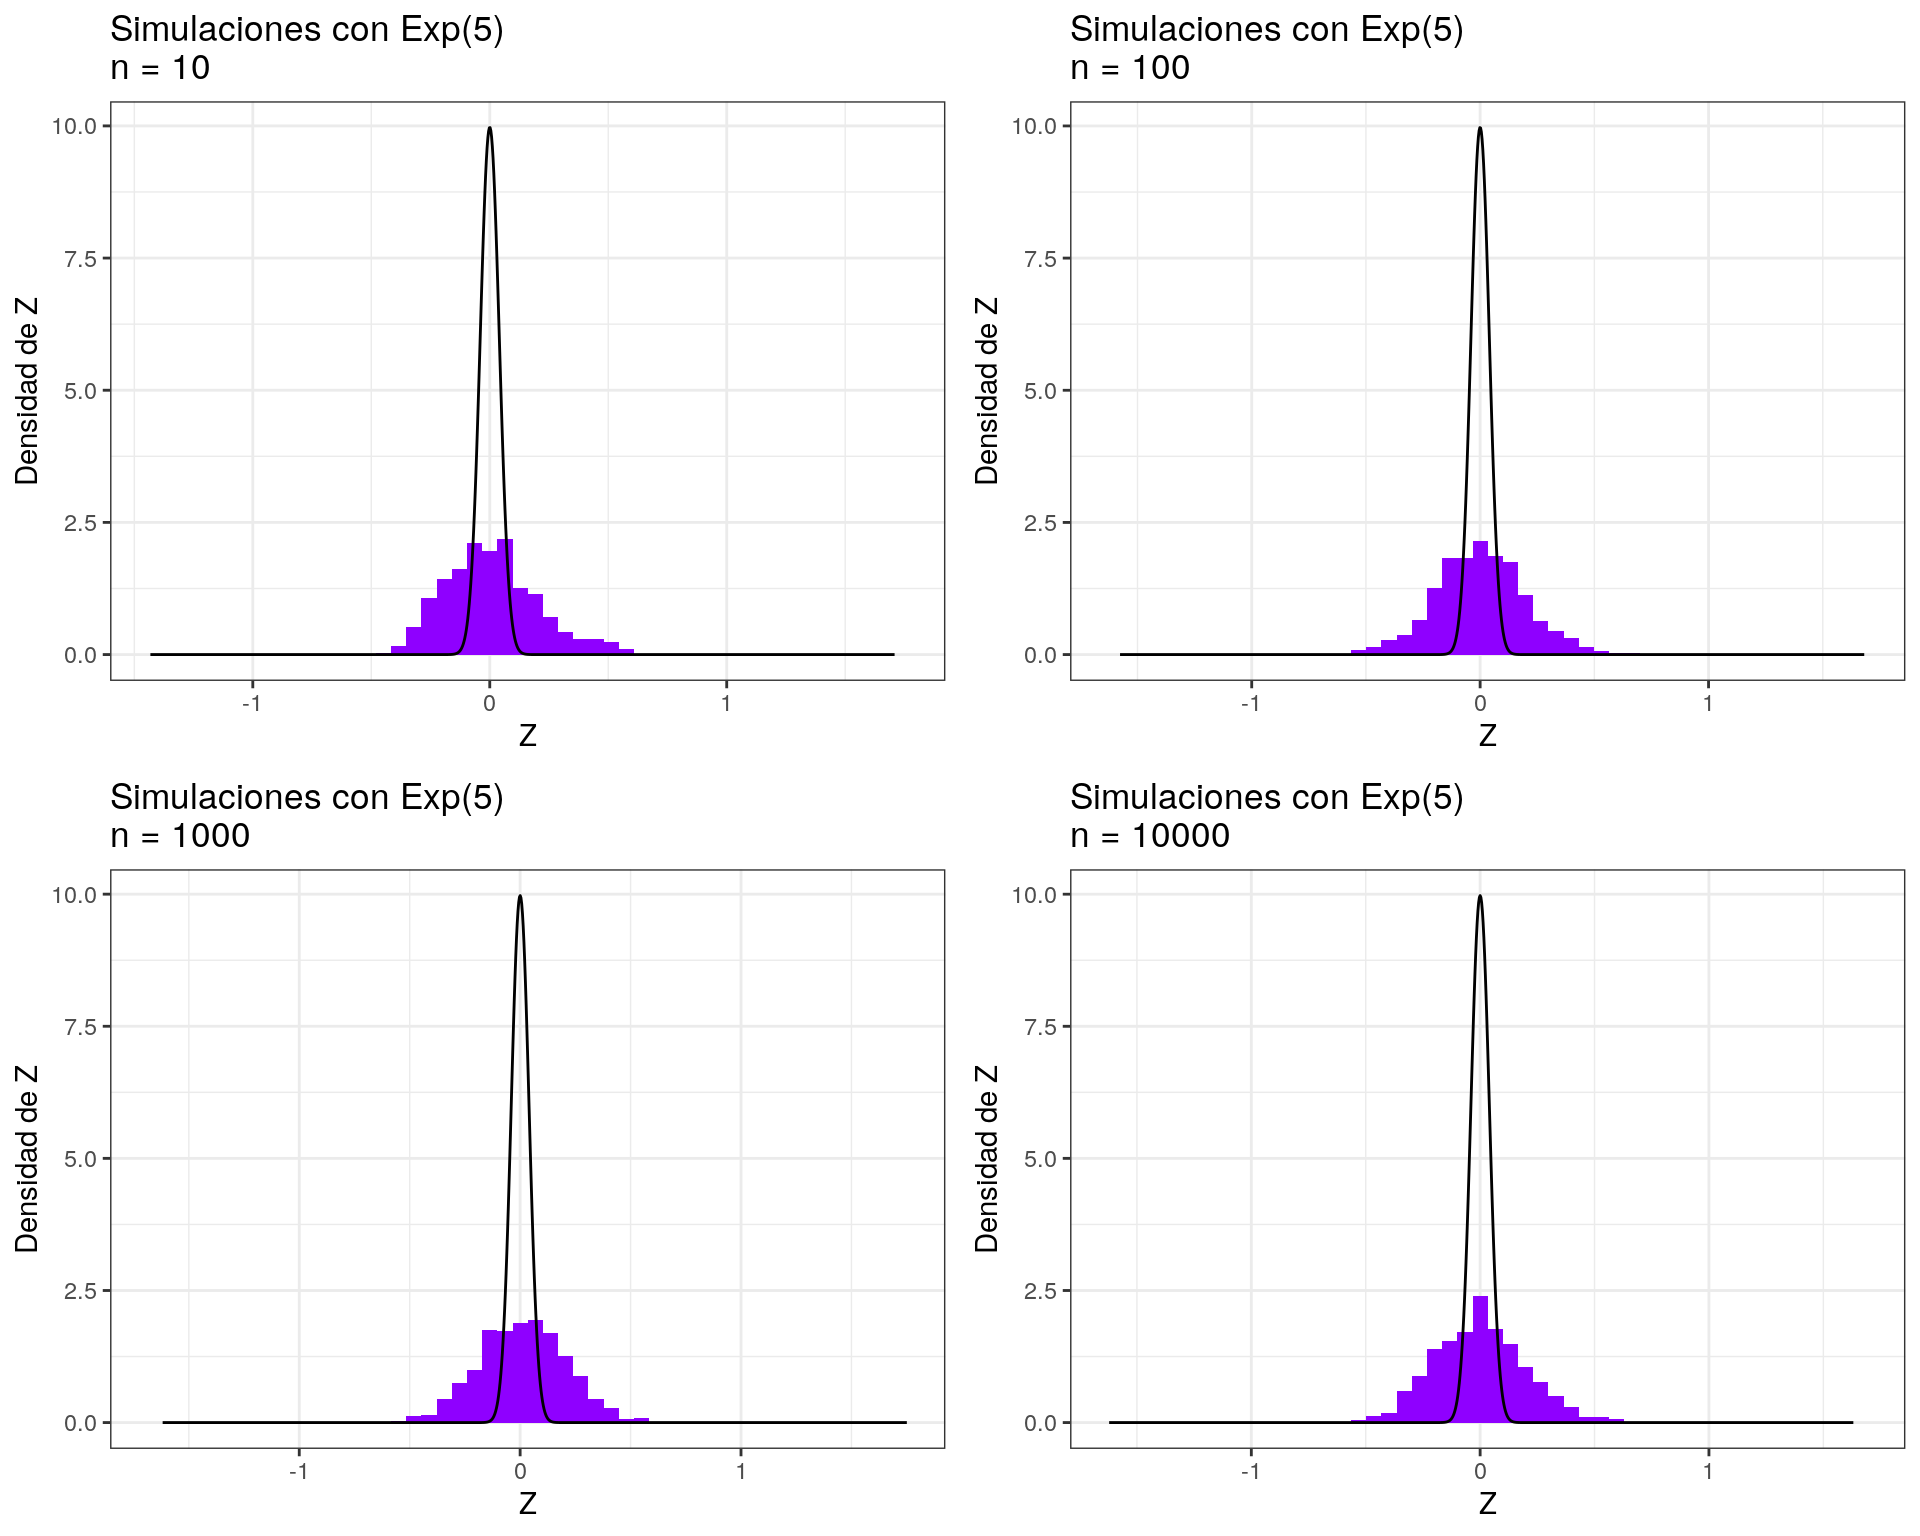 Simulaciones con Exp(5)
n = 10
10.0
7.5
5.0
2.5
0.0
Densidad de Z
-1
0
1
Z
Simulaciones con Exp(5)
n = 100
10.0
7.5
5.0
2.5
0.0
Densidad de Z
-1
0
1
Z
Simulaciones con Exp(5)
n = 1000
10.0
7.5
5.0
2.5
0.0
Densidad de Z
-1
0
1
Z
Simulaciones con Exp(5)
n = 10000
10.0
7.5
5.0
2.5
0.0
Densidad de Z
-1
0
1
Z